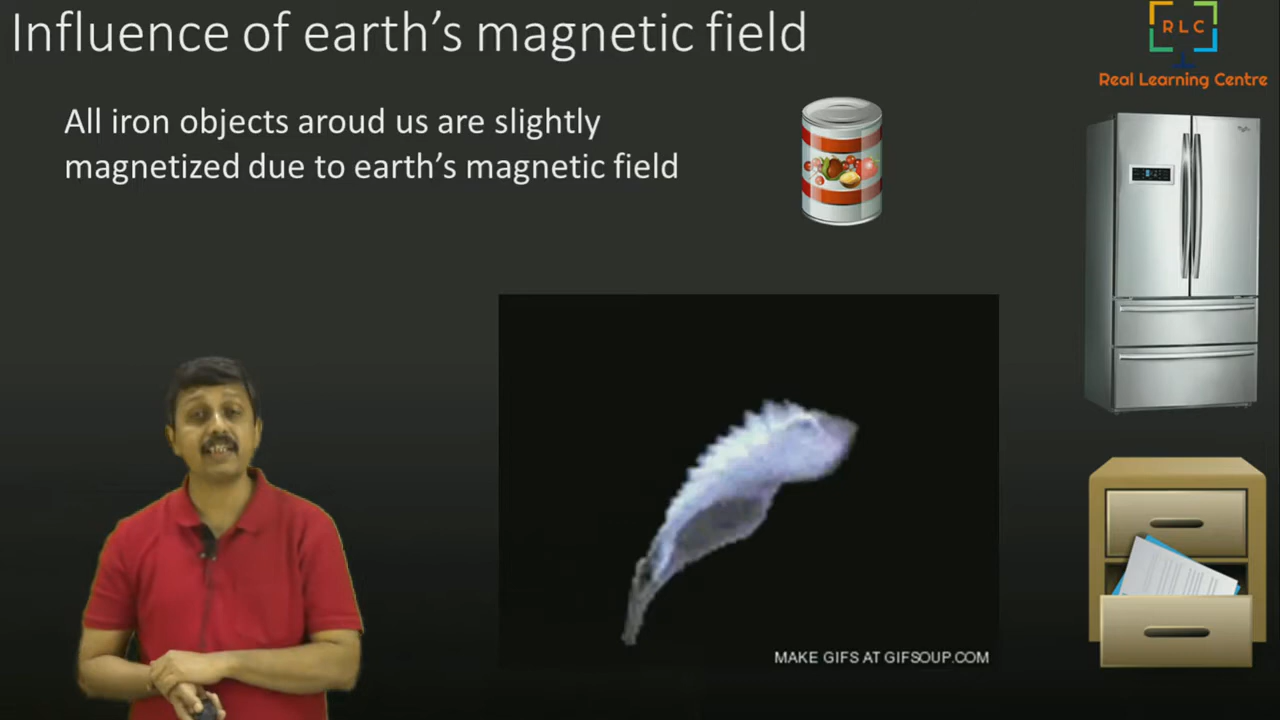 Influence of earth’s magnetic field
RLC
Real Learning Centre
All iron objects aroud us are slightly
magnetized due to earth’s magnetic field
MAKE GIFS AT GIFSOUP.COM